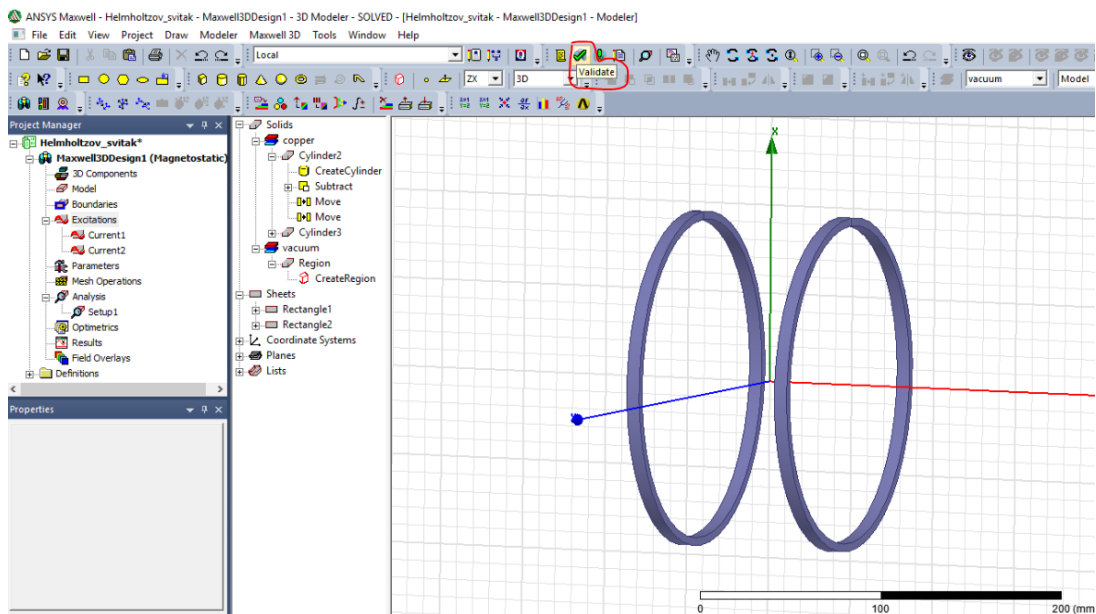 ANSYS Maxwell - Helmholtzov_svitak - Maxwell3DDesign1 - 3D Modeler - SOLVED - [Helmholtzov_svitak - Maxwell3DDesign1 - Modeler]
File Edit View Project Draw Modeler Maxwell 3D Tools Window Help
Local
Validate
ZX 3D vacuum Model
Project Manager
Helmholtzov_svitak*
Maxwell3DDesign1 (Magnetostatic)
3D Components
Model
Boundaries
Excitations
Current1
Current2
Parameters
Mesh Operations
Analysis
Setup1
Optimetrics
Results
Field Overlays
Definitions
Properties
Solids
copper
Cylinder2
CreateCylinder
Subtract
Move
Move
Cylinder3
vacuum
Region
CreateRegion
Sheets
Rectangle1
Rectangle2
Coordinate Systems
Planes
Lists
X
0 100 200 (mm